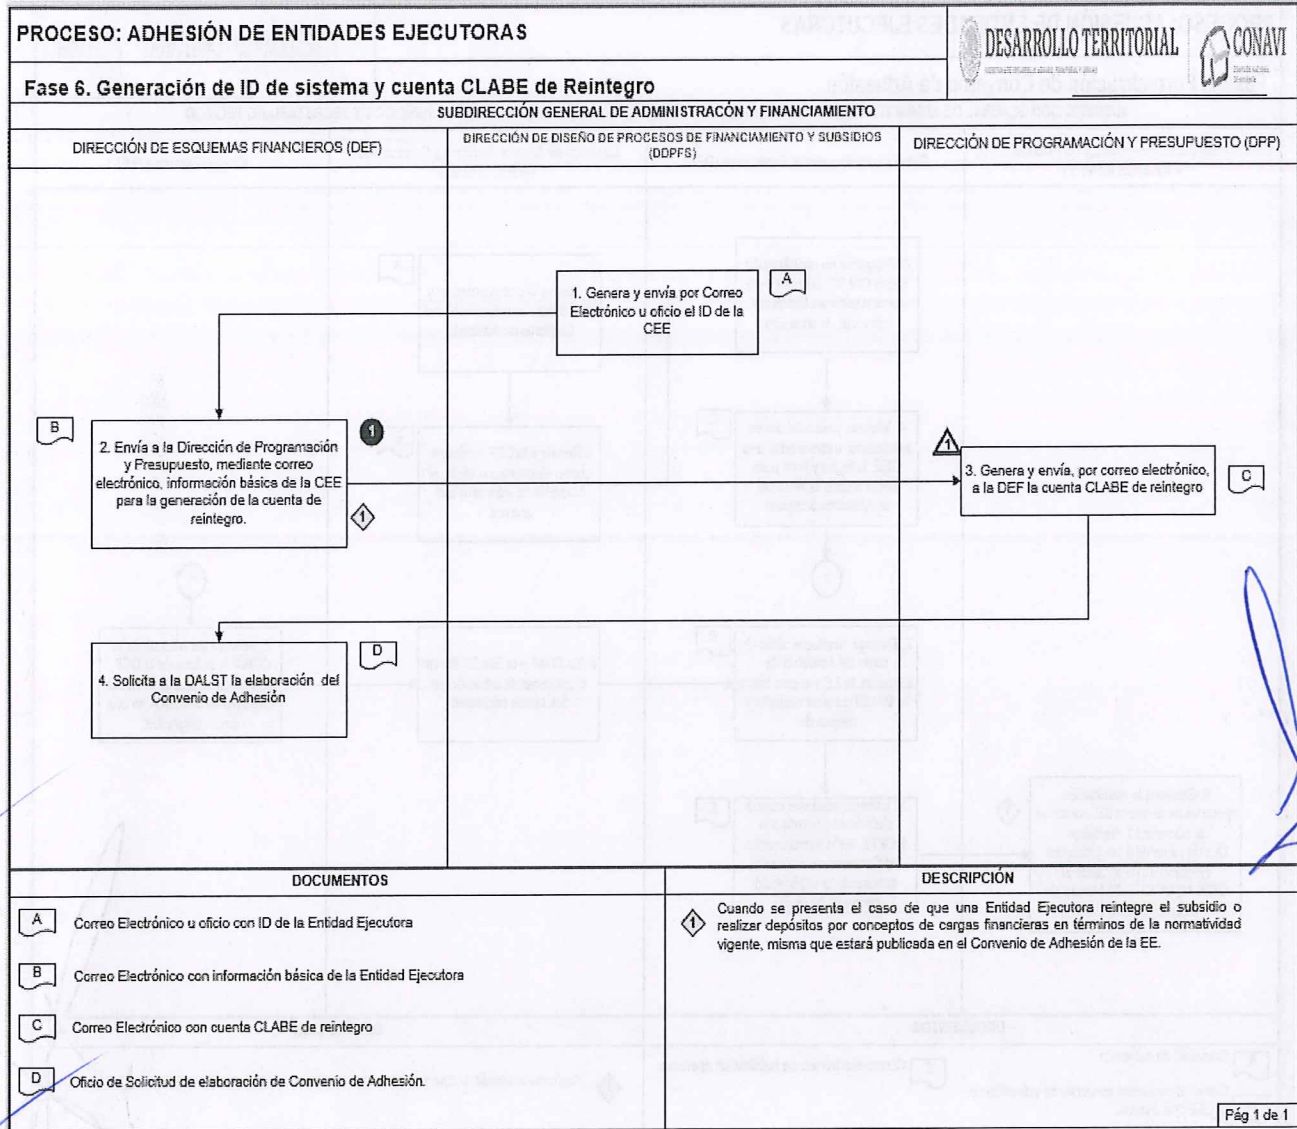 PROCESO: ADHESIÓN DE ENTIDADES EJECUTORAS
DESARROLLO TERRITORIAL
CONAVI
Fase 6. Generación de ID de sistema y cuenta CLABE de Reintegro
SUBDIRECCIÓN GENERAL DE ADMINISTRACÓN Y FINANCIAMIENTO
DIRECCIÓN DE ESQUEMAS FINANCIEROS (DEF)
DIRECCIÓN DE DISEÑO DE PROCESOS DE FINANCIAMIENTO Y SUBSIDIOS
(DDPFS)
DIRECCIÓN DE PROGRAMACIÓN Y PRESUPUESTO (DPP)
1. Genera y envía por Correo
Electrónico u oficio el ID de la
CEE
A
B
2. Envía a la Dirección de Programación
y Presupuesto, mediante correo
electrónico, información básica de la CEE
para la generación de la cuenta de
reintegro.
1
1
1
3. Genera y envía, por correo electrónico,
a la DEF la cuenta CLABE de reintegro
C
4. Solicita a la DALST la elaboración del
Convenio de Adhesión
D
DOCUMENTOS
A Correo Electrónico u oficio con ID de la Entidad Ejecutora
B Correo Electrónico con información básica de la Entidad Ejecutora
C Correo Electrónico con cuenta CLABE de reintegro
D Oficio de Solicitud de elaboración de Convenio de Adhesión.
DESCRIPCIÓN
1 Cuando se presenta el caso de que una Entidad Ejecutora reintegre el subsidio o
realizar depósitos por conceptos de cargas financieras en términos de la normatividad
vigente, misma que estará publicada en el Convenio de Adhesión de la EE.
Pág 1 de 1